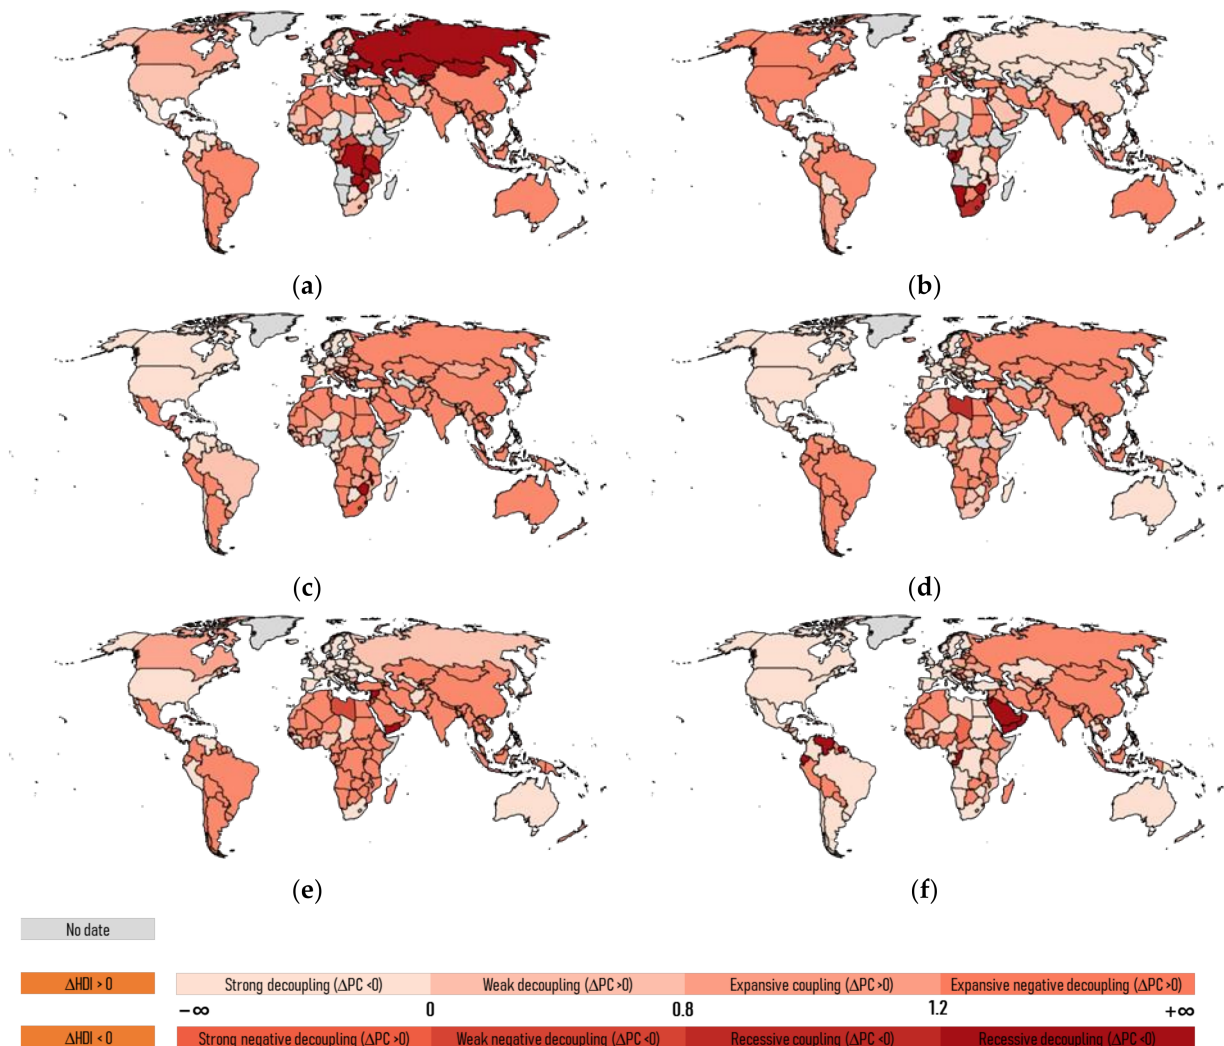 (a)
(b)
(c)
(d)
(e)
(f)
No date
ΔHDI > 0
Strong decoupling (ΔPC <0)
Weak decoupling (ΔPC >0)
Expansive coupling (ΔPC >0)
Expansive negative decoupling (ΔPC >0)
−∞ 0 0.8 1.2 +∞
ΔHDI < 0
Strong negative decoupling (ΔPC >0)
Weak negative decoupling (ΔPC <0)
Recessive coupling (ΔPC <0)
Recessive decoupling (ΔPC <0)